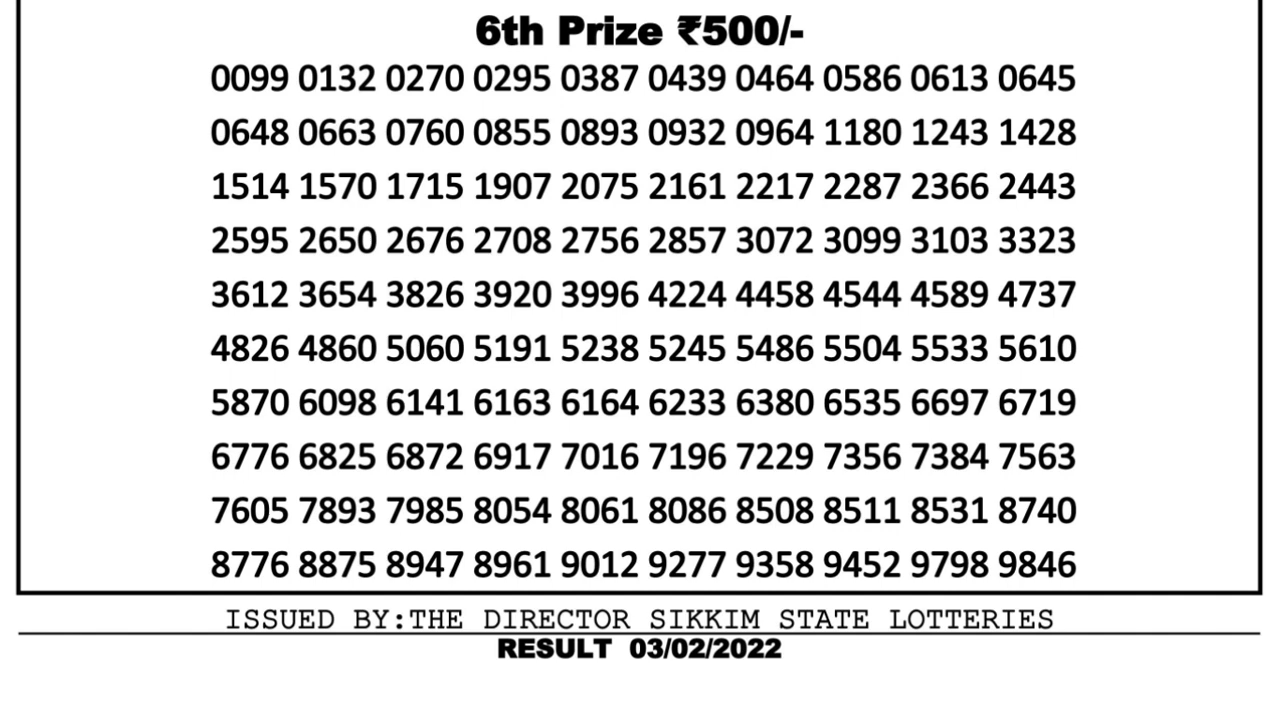 6th Prize ₹500/-
0099 0132 0270 0295 0387 0439 0464 0586 0613 0645
0648 0663 0760 0855 0893 0932 0964 1180 1243 1428
1514 1570 1715 1907 2075 2161 2217 2287 2366 2443
2595 2650 2676 2708 2756 2857 3072 3099 3103 3323
3612 3654 3826 3920 3996 4224 4458 4544 4589 4737
4826 4860 5060 5191 5238 5245 5486 5504 5533 5610
5870 6098 6141 6163 6164 6233 6380 6535 6697 6719
6776 6825 6872 6917 7016 7196 7229 7356 7384 7563
7605 7893 7985 8054 8061 8086 8508 8511 8531 8740
8776 8875 8947 8961 9012 9277 9358 9452 9798 9846
ISSUED BY:THE DIRECTOR SIKKIM STATE LOTTERIES
RESULT 03/02/2022